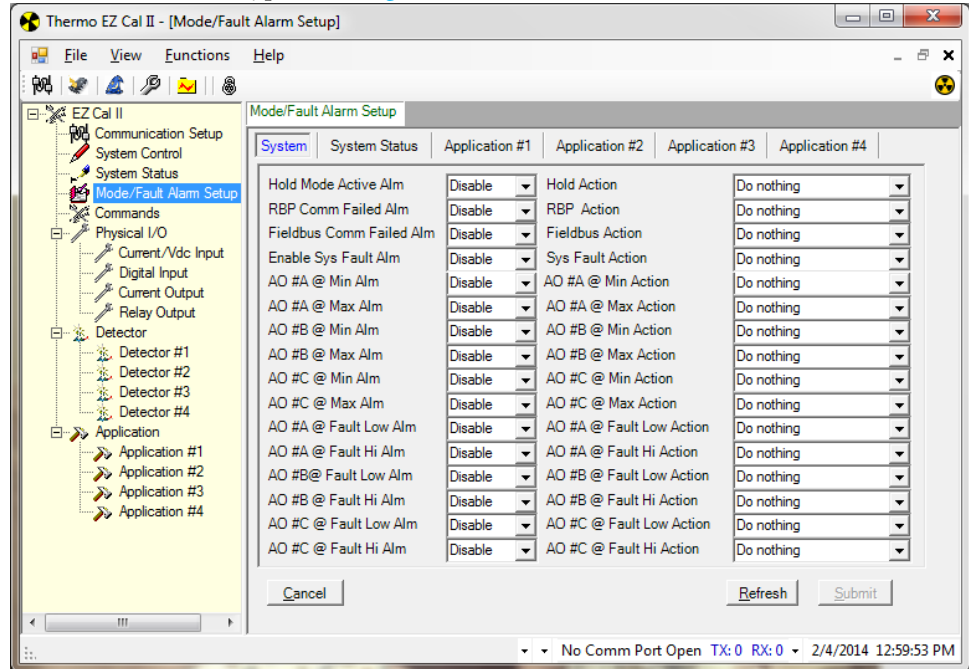 Thermo EZ Cal II - [Mode/Fault Alarm Setup]
File View Functions Help
EZ Cal II
Communication Setup
System Control
System Status
Mode/Fault Alarm Setup
Commands
Physical I/O
Current/Vdc Input
Digital Input
Current Output
Relay Output
Detector
Detector #1
Detector #2
Detector #3
Detector #4
Application
Application #1
Application #2
Application #3
Application #4
Mode/Fault Alarm Setup
System System Status Application #1 Application #2 Application #3 Application #4
Hold Mode Active Alm Disable Hold Action Do nothing
RBP Comm Failed Alm Disable RBP Action Do nothing
Fieldbus Comm Failed Alm Disable Fieldbus Action Do nothing
Enable Sys Fault Alm Disable Sys Fault Action Do nothing
AO #A @ Min Alm Disable AO #A @ Min Action Do nothing
AO #A @ Max Alm Disable AO #A @ Max Action Do nothing
AO #B @ Min Alm Disable AO #B @ Min Action Do nothing
AO #B @ Max Alm Disable AO #B @ Max Action Do nothing
AO #C @ Min Alm Disable AO #C @ Min Action Do nothing
AO #C @ Max Alm Disable AO #C @ Max Action Do nothing
AO #A @ Fault Low Alm Disable AO #A @ Fault Low Action Do nothing
AO #A @ Fault Hi Alm Disable AO #A @ Fault Hi Action Do nothing
AO #B@ Fault Low Alm Disable AO #B @ Fault Low Action Do nothing
AO #B @ Fault Hi Alm Disable AO #B @ Fault Hi Action Do nothing
AO #C @ Fault Low Alm Disable AO #C @ Fault Low Action Do nothing
AO #C @ Fault Hi Alm Disable AO #C @ Fault Hi Action Do nothing
Cancel Refresh Submit
No Comm Port Open TX: 0 RX: 0 2/4/2014 12:59:53 PM